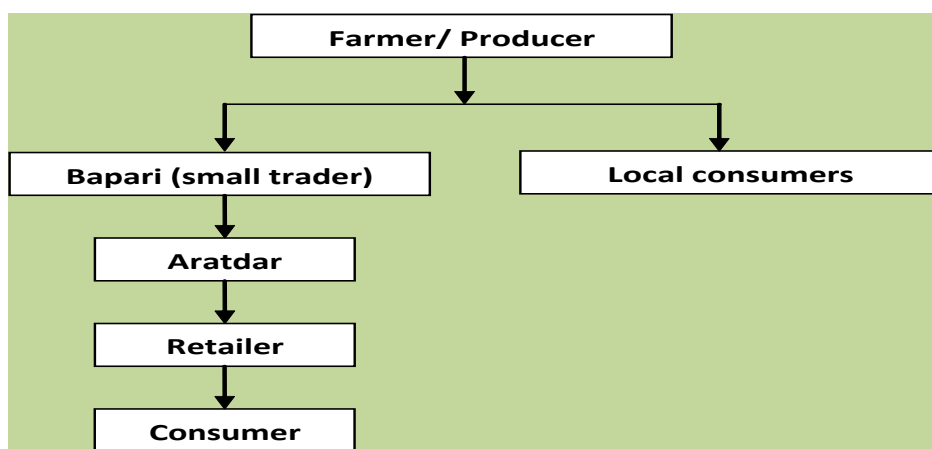 Farmer/ Producer
Bapari (small trader)
Local consumers
Aratdar
Retailer
Consumer